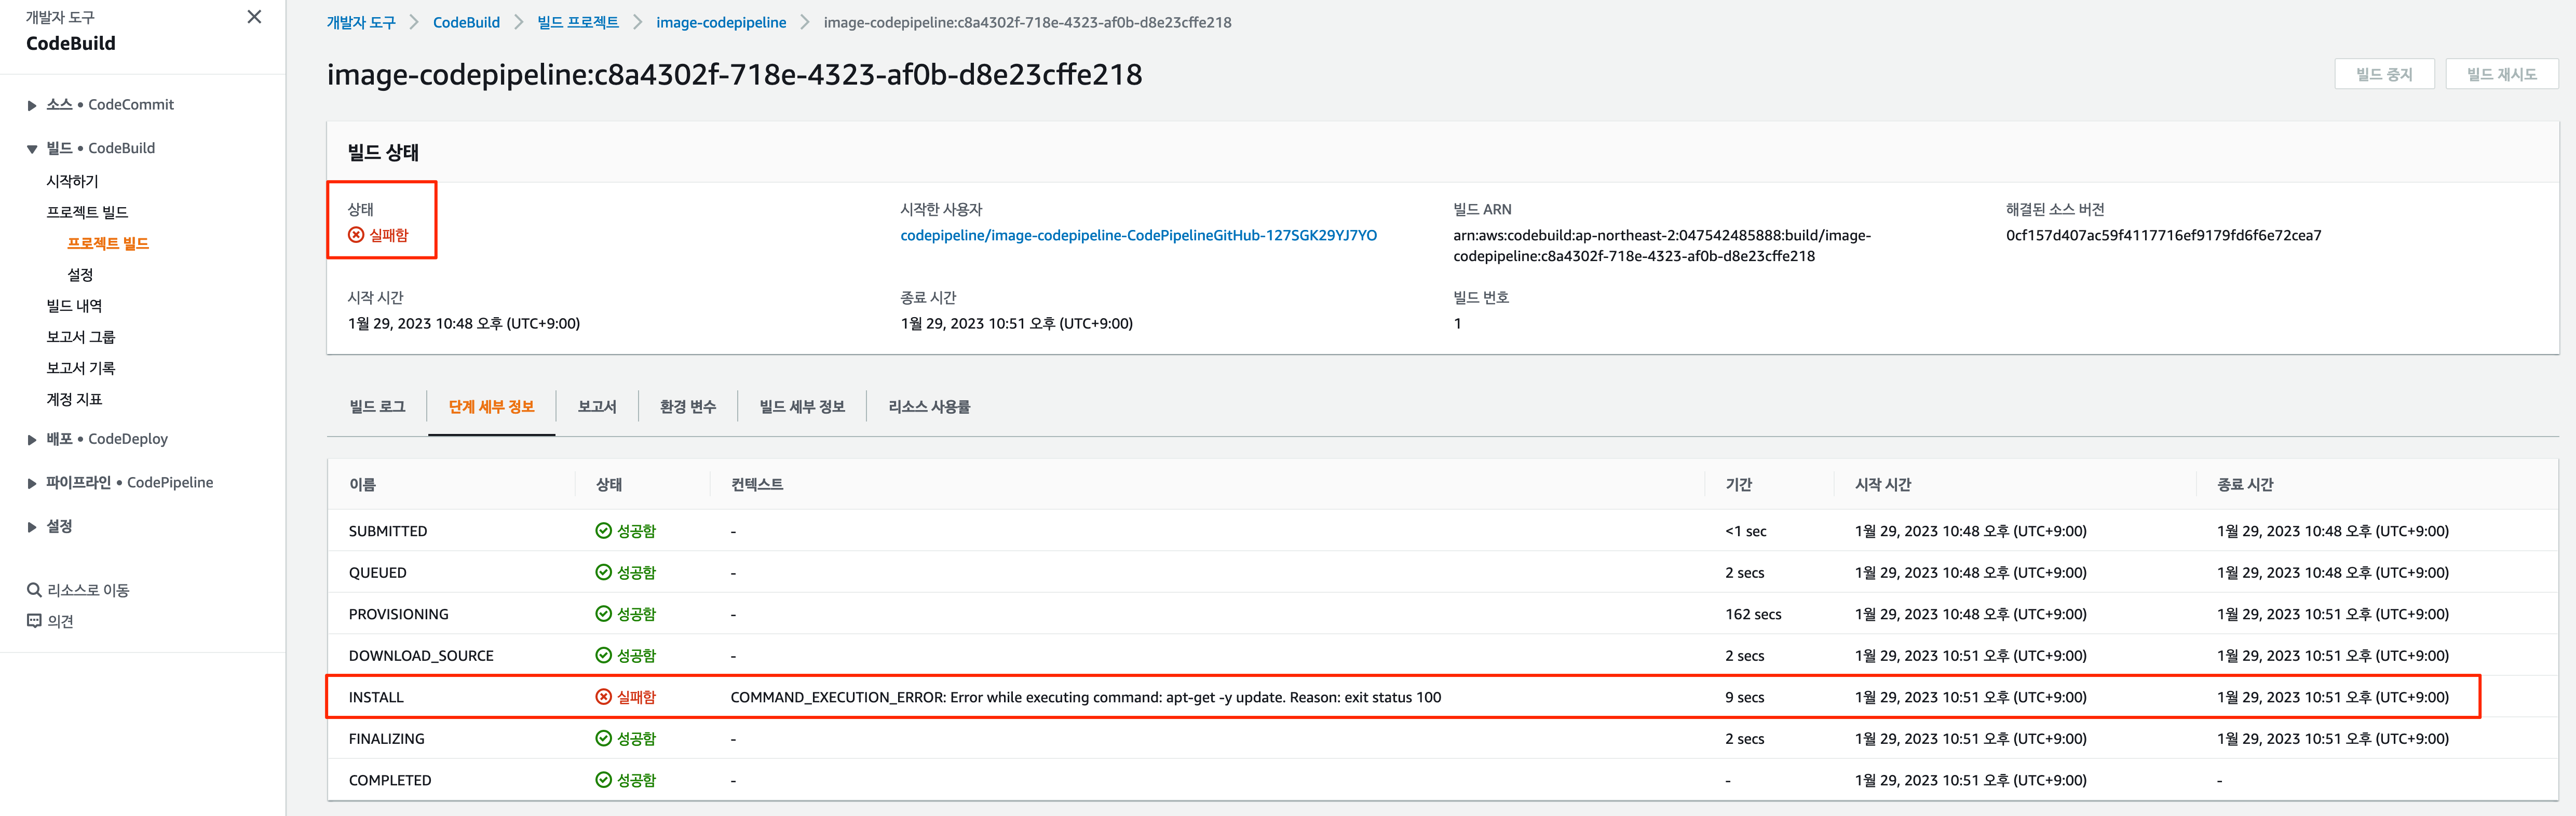 개발자 도구
CodeBuild
소스 • CodeCommit
빌드 • CodeBuild
시작하기
프로젝트 빌드
프로젝트 빌드
설정
빌드 내역
보고서 그룹
보고서 기록
계정 지표
배포 • CodeDeploy
파이프라인 • CodePipeline
설정
리소스로 이동
의견
개발자 도구 > CodeBuild > 빌드 프로젝트 > image-codepipeline > image-codepipeline:c8a4302f-718e-4323-af0b-d8e23cffe218
image-codepipeline:c8a4302f-718e-4323-af0b-d8e23cffe218
빌드 중지 빌드 재시도
빌드 상태
상태 시작한 사용자 빌드 ARN 해결된 소스 버전
실패함 codepipeline/image-codepipeline-CodePipelineGitHub-127SGK29YJ7YO arn:aws:codebuild:ap-northeast-2:047542485888:build/image- 0cf157d407ac59f4117716ef9179fd6f6e72cea7
codepipeline:c8a4302f-718e-4323-af0b-d8e23cffe218
시작 시간 종료 시간 빌드 번호
1월 29, 2023 10:48 오후 (UTC+9:00) 1월 29, 2023 10:51 오후 (UTC+9:00) 1
빌드 로그 단계 세부 정보 보고서 환경 변수 빌드 세부 정보 리소스 사용률
이름 상태 컨텍스트 기간 시작 시간 종료 시간
SUBMITTED 성공함 - <1 sec 1월 29, 2023 10:48 오후 (UTC+9:00) 1월 29, 2023 10:48 오후 (UTC+9:00)
QUEUED 성공함 - 2 secs 1월 29, 2023 10:48 오후 (UTC+9:00) 1월 29, 2023 10:48 오후 (UTC+9:00)
PROVISIONING 성공함 - 162 secs 1월 29, 2023 10:48 오후 (UTC+9:00) 1월 29, 2023 10:51 오후 (UTC+9:00)
DOWNLOAD_SOURCE 성공함 - 2 secs 1월 29, 2023 10:51 오후 (UTC+9:00) 1월 29, 2023 10:51 오후 (UTC+9:00)
INSTALL 실패함 COMMAND_EXECUTION_ERROR: Error while executing command: apt-get -y update. Reason: exit status 100 9 secs 1월 29, 2023 10:51 오후 (UTC+9:00) 1월 29, 2023 10:51 오후 (UTC+9:00)
FINALIZING 성공함 - 2 secs 1월 29, 2023 10:51 오후 (UTC+9:00) 1월 29, 2023 10:51 오후 (UTC+9:00)
COMPLETED 성공함 - - 1월 29, 2023 10:51 오후 (UTC+9:00) -